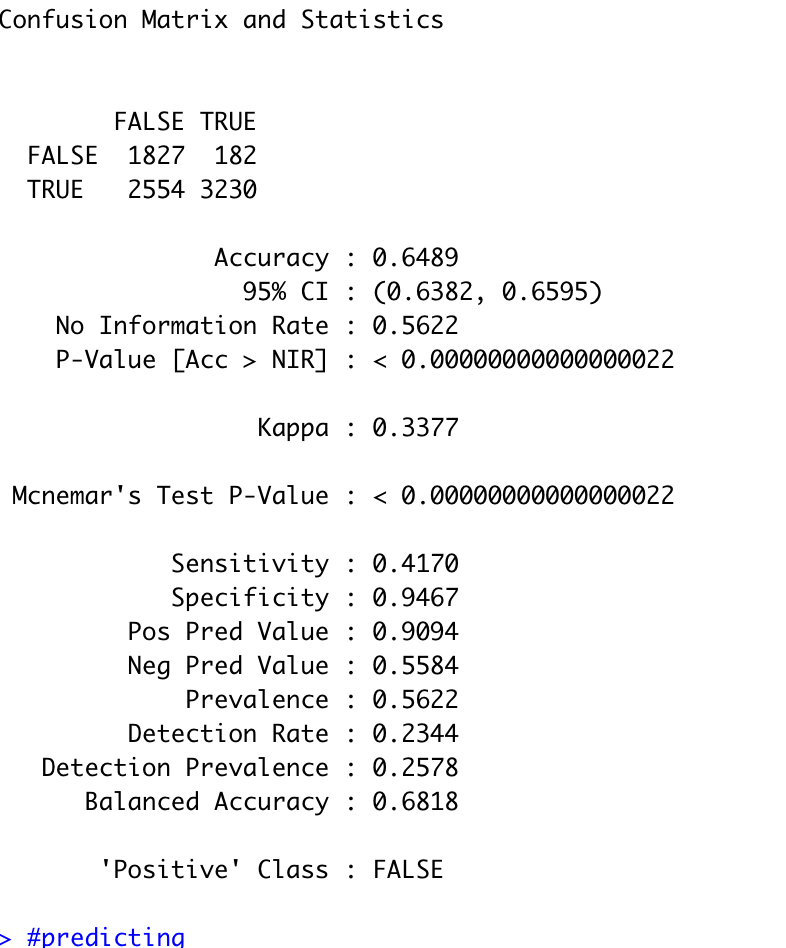 Confusion Matrix and Statistics
FALSE TRUE
FALSE 1827 182
TRUE 2554 3230
Accuracy : 0.6489
95% CI : (0.6382, 0.6595)
No Information Rate : 0.5622
P-Value [Acc > NIR] : < 0.00000000000000022
Kappa : 0.3377
Mcnemar's Test P-Value : < 0.00000000000000022
Sensitivity : 0.4170
Specificity : 0.9467
Pos Pred Value : 0.9094
Neg Pred Value : 0.5584
Prevalence : 0.5622
Detection Rate : 0.2344
Detection Prevalence : 0.2578
Balanced Accuracy : 0.6818
'Positive' Class : FALSE
> #predicting